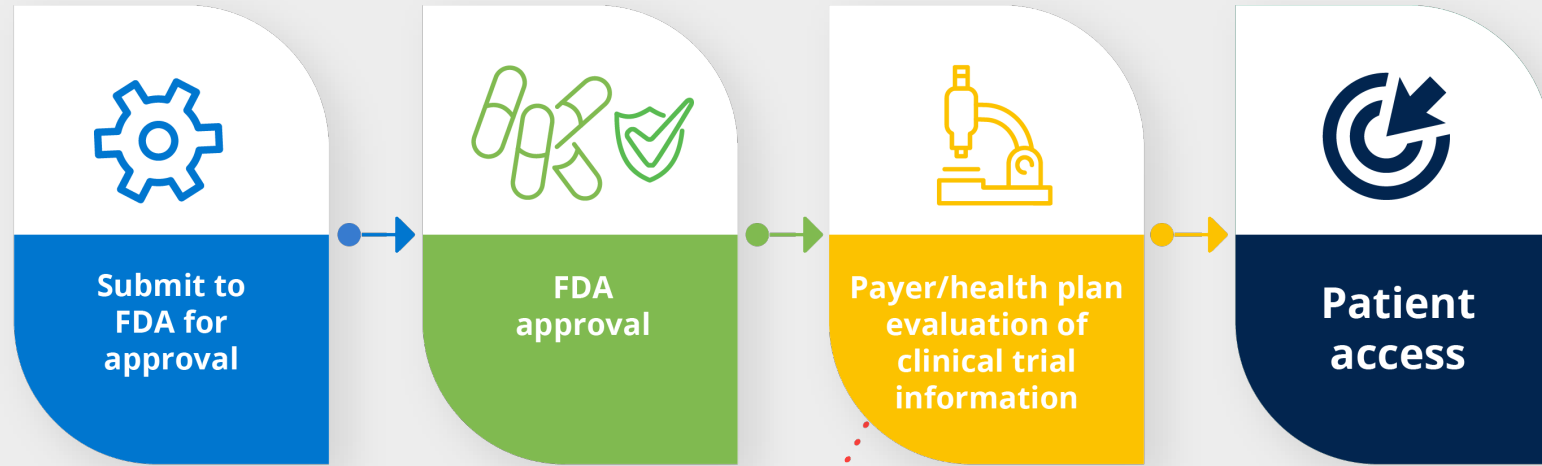 Submit to
FDA for
approval
FDA
approval
Payer/health plan
evaluation of
clinical trial
information
Patient
access